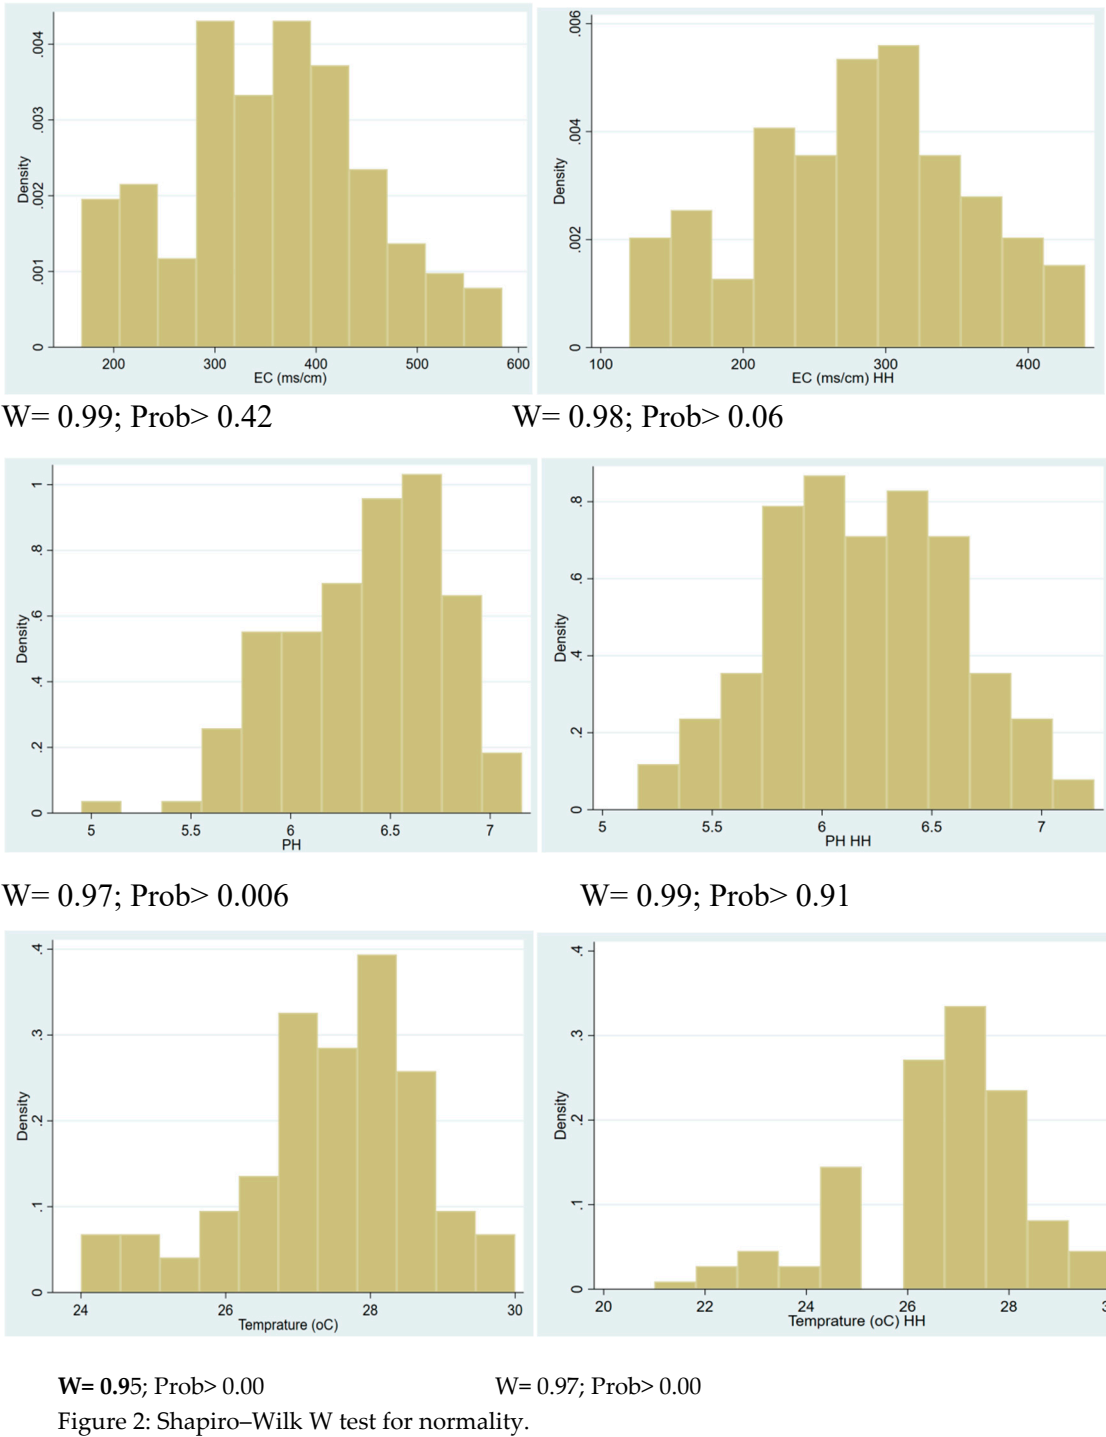 .004
.003
.002
.001
0
Density
200 300 400 500 600
EC (ms/cm)
.006
.004
.002
0
Density
100 200 300 400
EC (ms/cm) HH
W= 0.99; Prob> 0.42 W= 0.98; Prob> 0.06
1
.8
.6
.4
.2
0
Density
5 5.5 6 6.5 7
PH
.8
.6
.4
.2
0
Density
5 5.5 6 6.5 7
PH HH
W= 0.97; Prob> 0.006 W= 0.99; Prob> 0.91
.4
.3
.2
.1
0
Density
24 26 28 30
Temprature (oC)
.4
.3
.2
.1
0
Density
20 22 24 26 28
Temprature (oC) HH
W= 0.95; Prob> 0.00 W= 0.97; Prob> 0.00
Figure 2: Shapiro–Wilk W test for normality.